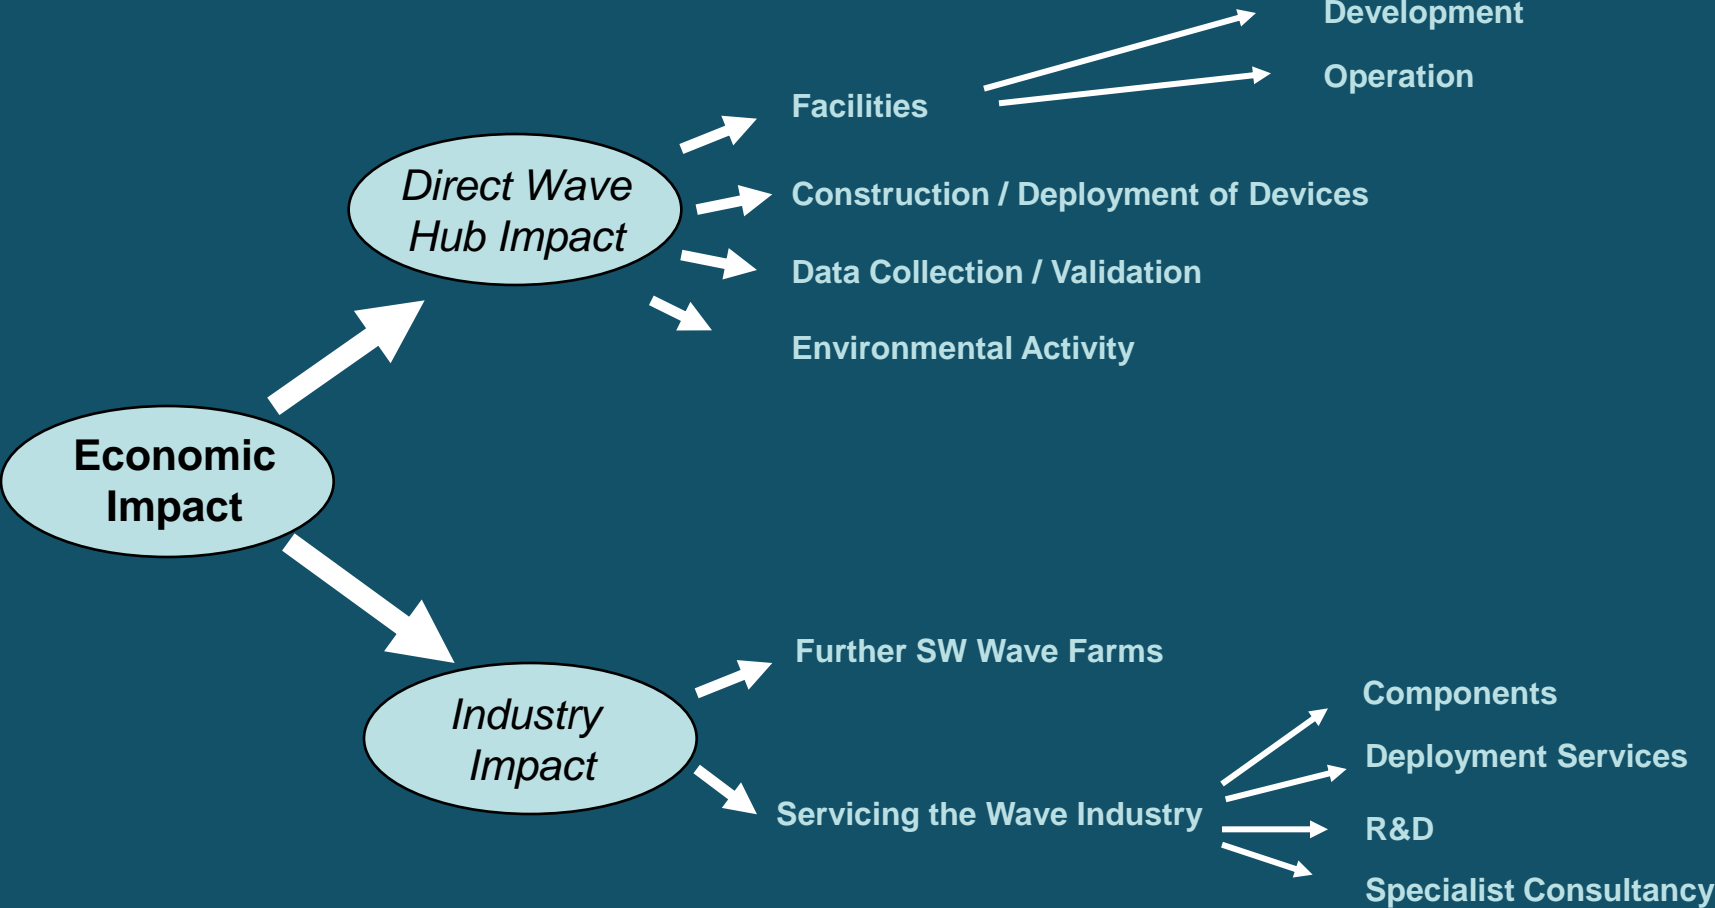 Development
Operation
Facilities
Direct Wave
Hub Impact
Construction / Deployment of Devices
Data Collection / Validation
Environmental Activity
Economic
Impact
Further SW Wave Farms
Industry
Impact
Components
Deployment Services
Servicing the Wave Industry
R&D
Specialist Consultancy